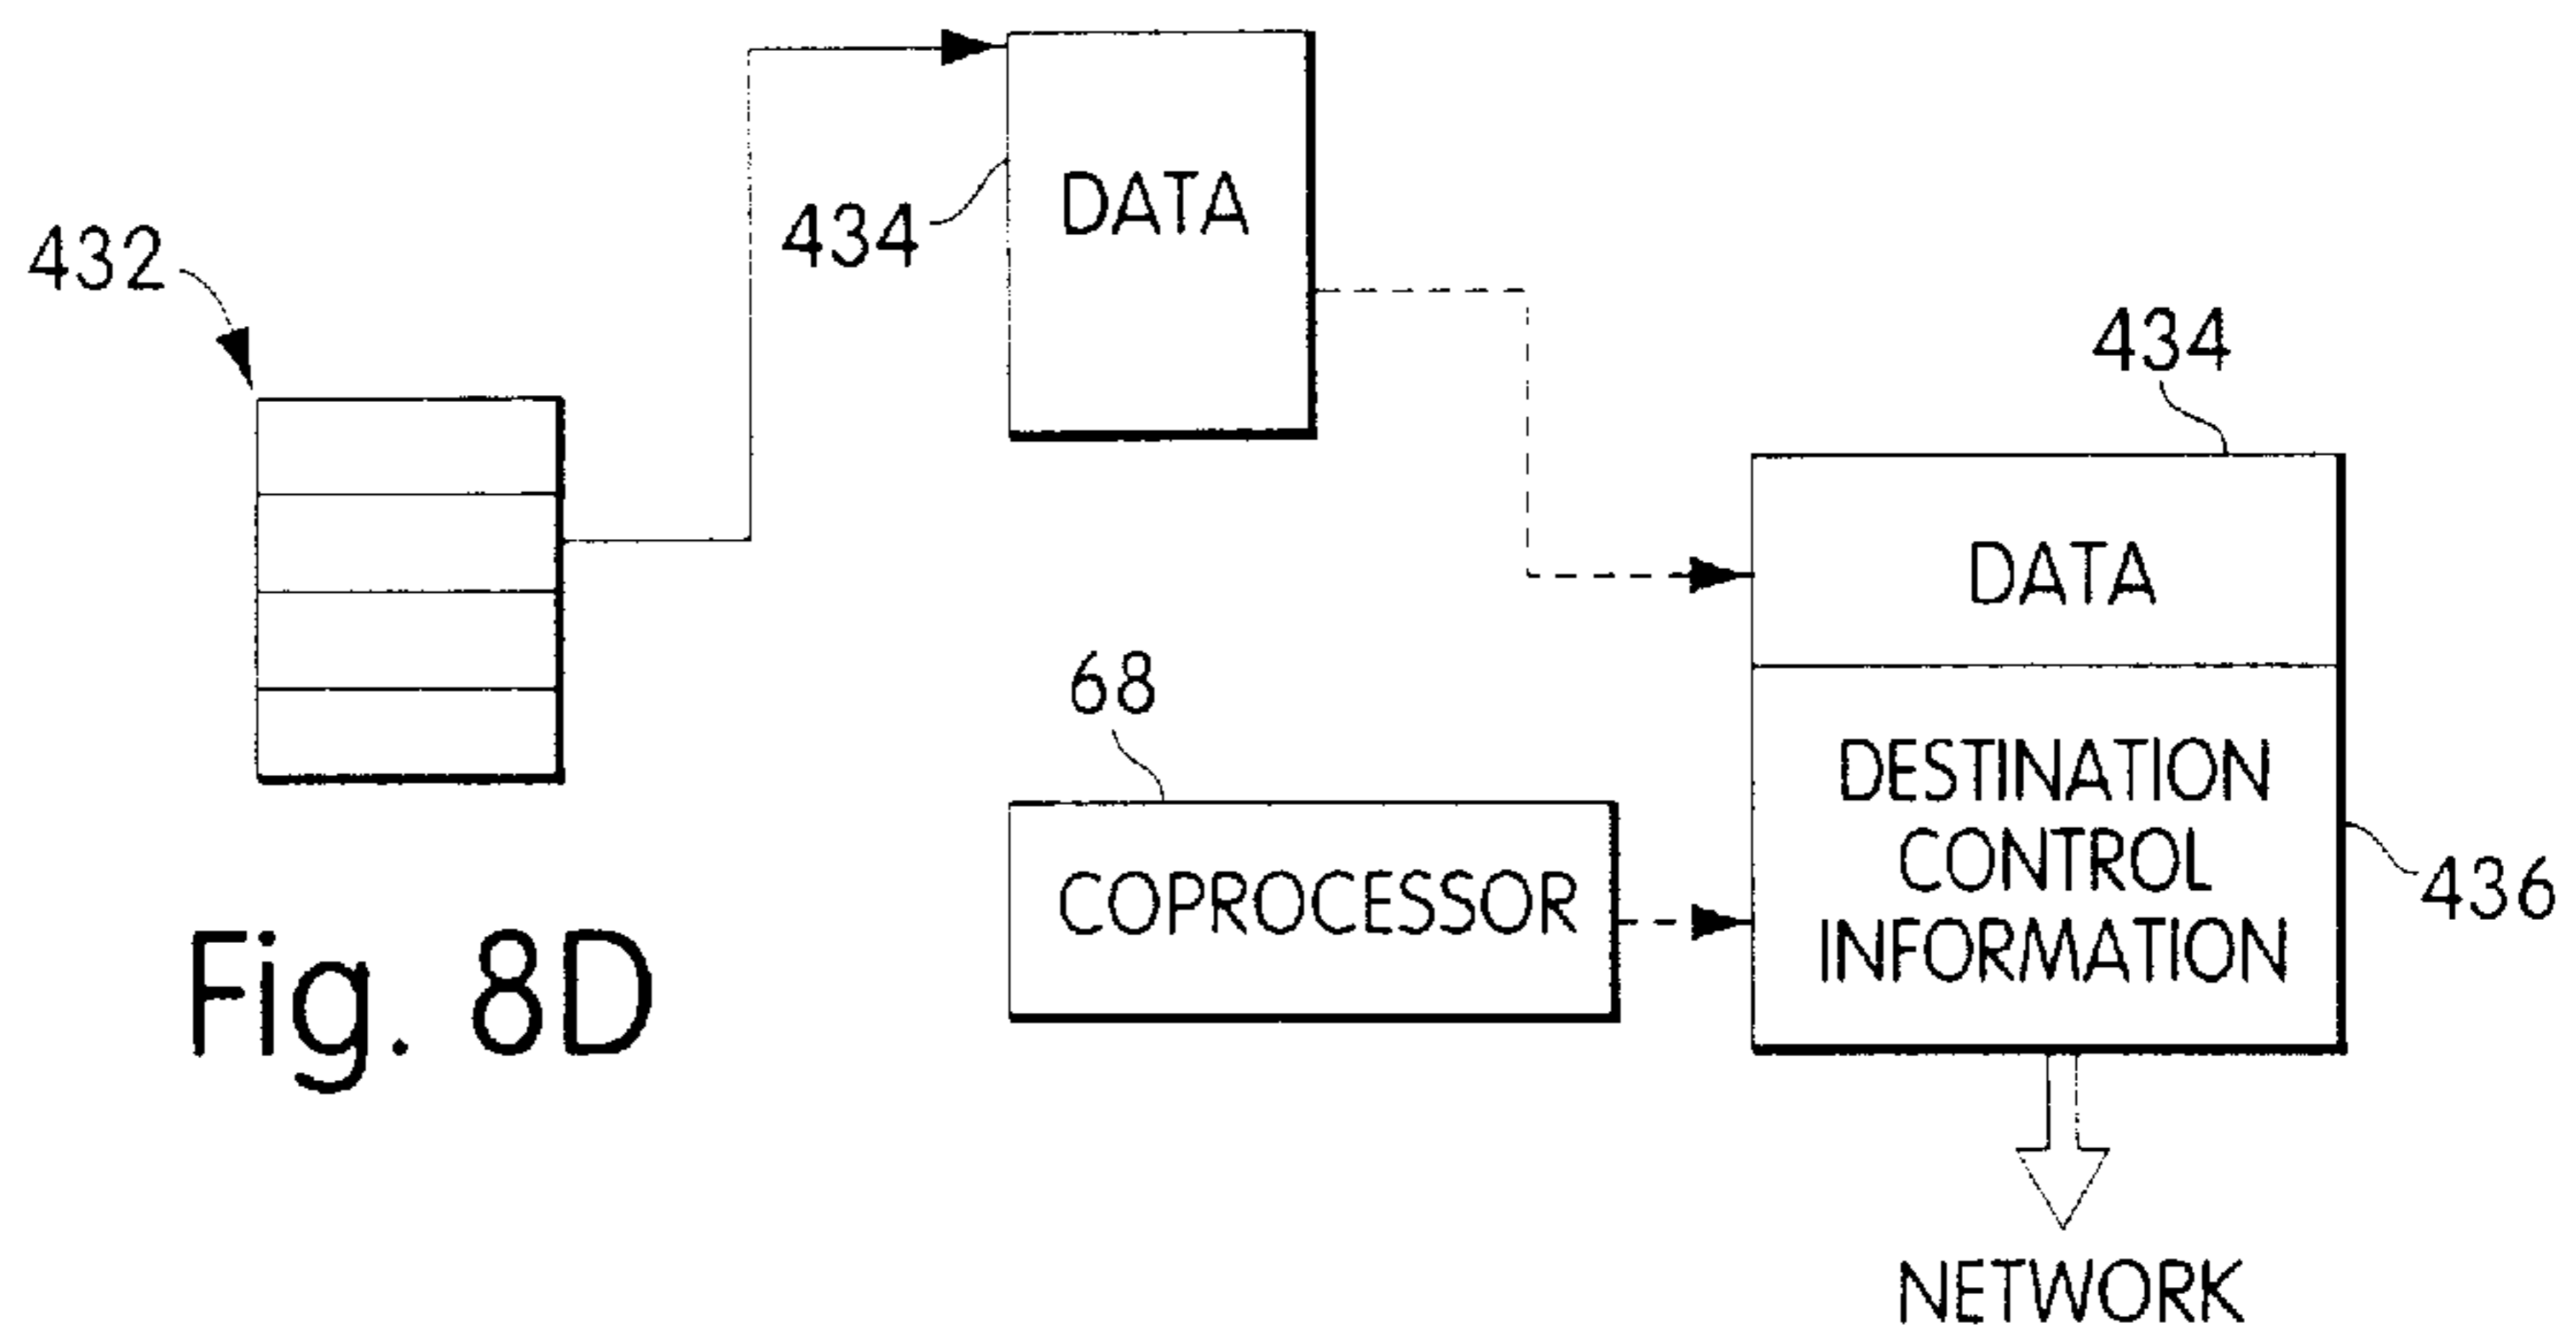 434
DATA
432
434
DATA
68
COPROCESSOR
DESTINATION
CONTROL
INFORMATION
436
Fig. 8D
NETWORK